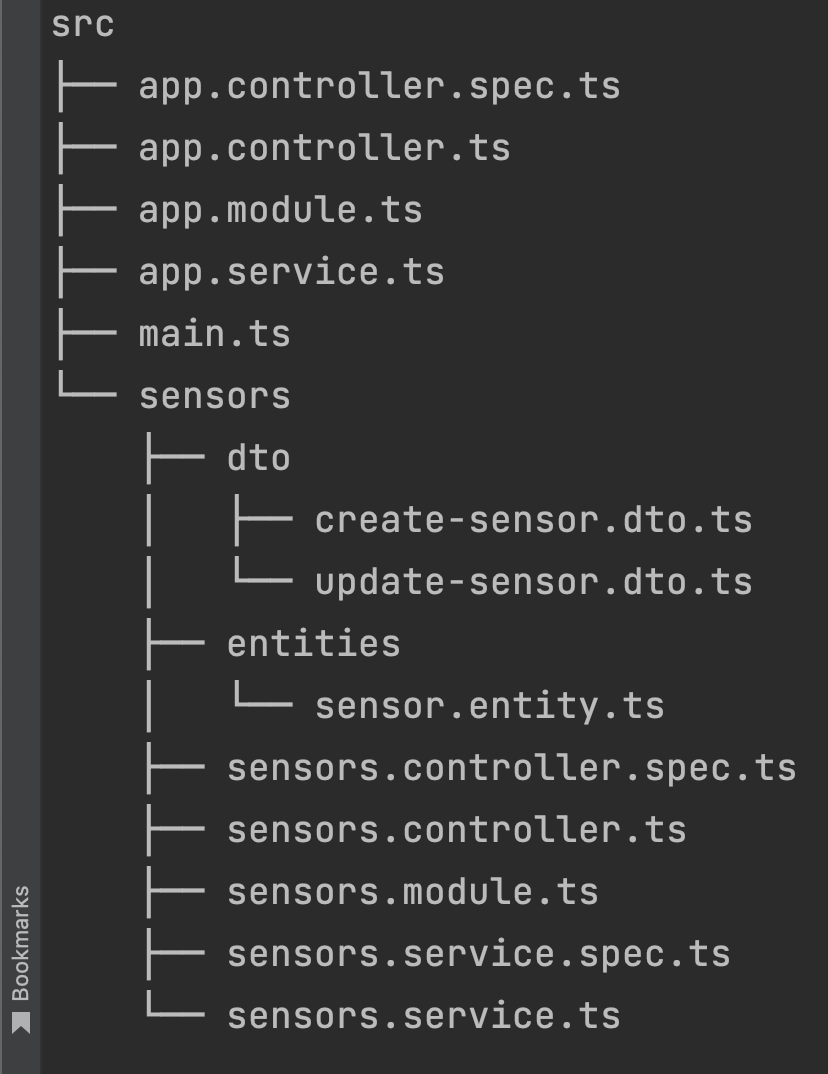 src
├── app.controller.spec.ts
├── app.controller.ts
├── app.module.ts
├── app.service.ts
├── main.ts
└── sensors
    ├── dto
    │   ├── create-sensor.dto.ts
    │   └── update-sensor.dto.ts
    ├── entities
    │   └── sensor.entity.ts
    ├── sensors.controller.spec.ts
    ├── sensors.controller.ts
    ├── sensors.module.ts
    ├── sensors.service.spec.ts
    └── sensors.service.ts
Bookmarks